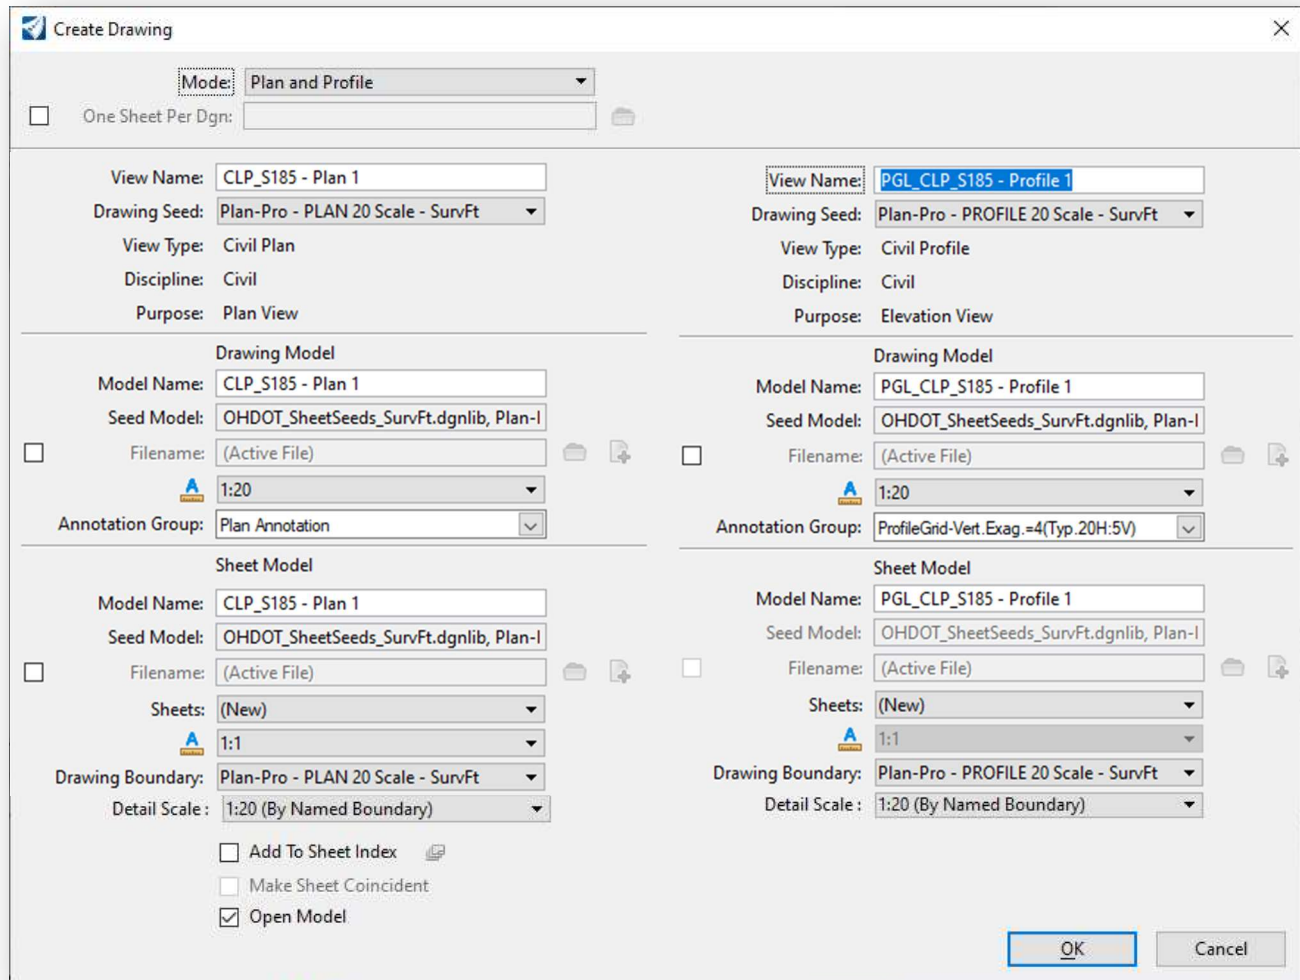 Create Drawing
Mode: Plan and Profile
One Sheet Per Dgn:
View Name: CLP_S185 - Plan 1
Drawing Seed: Plan-Pro - PLAN 20 Scale - SurvFt
View Type: Civil Plan
Discipline: Civil
Purpose: Plan View
Drawing Model
Model Name: CLP_S185 - Plan 1
Seed Model: OHDOT_SheetSeeds_SurvFt.dgnlib, Plan-I
Filename: (Active File)
A 1:20
Annotation Group: Plan Annotation
Sheet Model
Model Name: CLP_S185 - Plan 1
Seed Model: OHDOT_SheetSeeds_SurvFt.dgnlib, Plan-I
Filename: (Active File)
Sheets: (New)
A 1:1
Drawing Boundary: Plan-Pro - PLAN 20 Scale - SurvFt
Detail Scale : 1:20 (By Named Boundary)
Add To Sheet Index
Make Sheet Coincident
Open Model
View Name: PGL_CLP_S185 - Profile 1
Drawing Seed: Plan-Pro - PROFILE 20 Scale - SurvFt
View Type: Civil Profile
Discipline: Civil
Purpose: Elevation View
Drawing Model
Model Name: PGL_CLP_S185 - Profile 1
Seed Model: OHDOT_SheetSeeds_SurvFt.dgnlib, Plan-I
Filename: (Active File)
A 1:20
Annotation Group: ProfileGrid-Vert.Exag.=4(Typ.20H:5V)
Sheet Model
Model Name: PGL_CLP_S185 - Profile 1
Seed Model: OHDOT_SheetSeeds_SurvFt.dgnlib, Plan-I
Filename: (Active File)
Sheets: (New)
A 1:1
Drawing Boundary: Plan-Pro - PROFILE 20 Scale - SurvFt
Detail Scale : 1:20 (By Named Boundary)
OK
Cancel